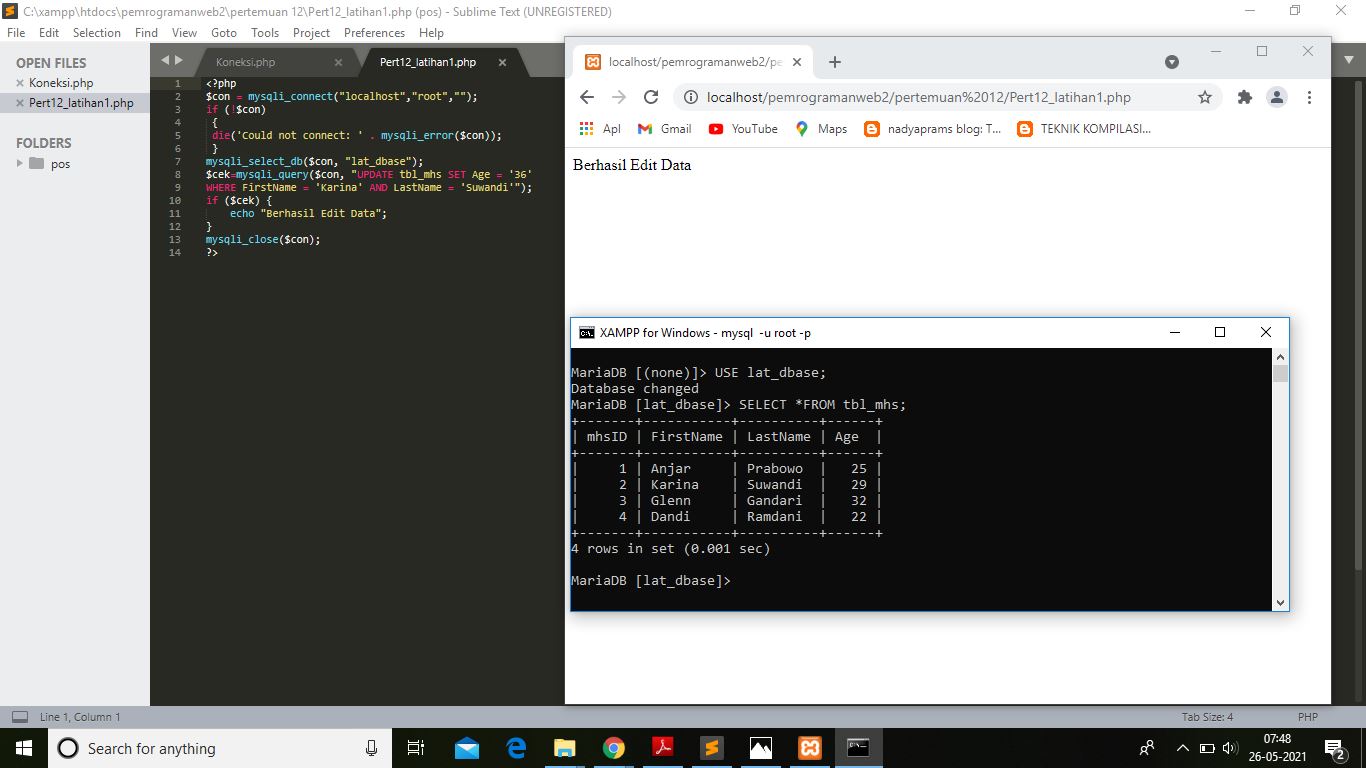 C:\xampp\htdocs\pemrogramanweb2\pertemuan 12\Pert12_latihan1.php (pos) - Sublime Text (UNREGISTERED)
File Edit Selection Find View Goto Tools Project Preferences Help
OPEN FILES
Koneksi.php
Pert12_latihan1.php
FOLDERS
pos
Koneksi.php
Pert12_latihan1.php
1 <?php
2 $con = mysqli_connect("localhost","root","");
3 if (!$con)
4 {
5 die('Could not connect: ' . mysqli_error($con));
6 }
7 mysqli_select_db($con, "lat_dbase");
8 $cek=mysqli_query($con, "UPDATE tbl_mhs SET Age = '36'
9 WHERE FirstName = 'Karina' AND LastName = 'Suwandi'");
10 if ($cek) {
11 echo "Berhasil Edit Data";
12 }
13 mysqli_close($con);
14 ?>
localhost/pemrogramanweb2/pe
localhost/pemrogramanweb2/pertemuan%2012/Pert12_latihan1.php
Apl Gmail YouTube Maps nadyaprams blog: T... TEKNIK KOMPILASI...
Berhasil Edit Data
XAMPP for Windows - mysql -u root -p
MariaDB [(none)]> USE lat_dbase;
Database changed
MariaDB [lat_dbase]> SELECT *FROM tbl_mhs;
+-------+-----------+----------+------+
| mhsID | FirstName | LastName | Age  |
+-------+-----------+----------+------+
|     1 | Anjar     | Prabowo  |   25 |
|     2 | Karina    | Suwandi  |   29 |
|     3 | Glenn     | Gandari  |   32 |
|     4 | Dandi     | Ramdani  |   22 |
+-------+-----------+----------+------+
4 rows in set (0.001 sec)
MariaDB [lat_dbase]>
Line 1, Column 1
Tab Size: 4
PHP
Search for anything
07:48
26-05-2021
2